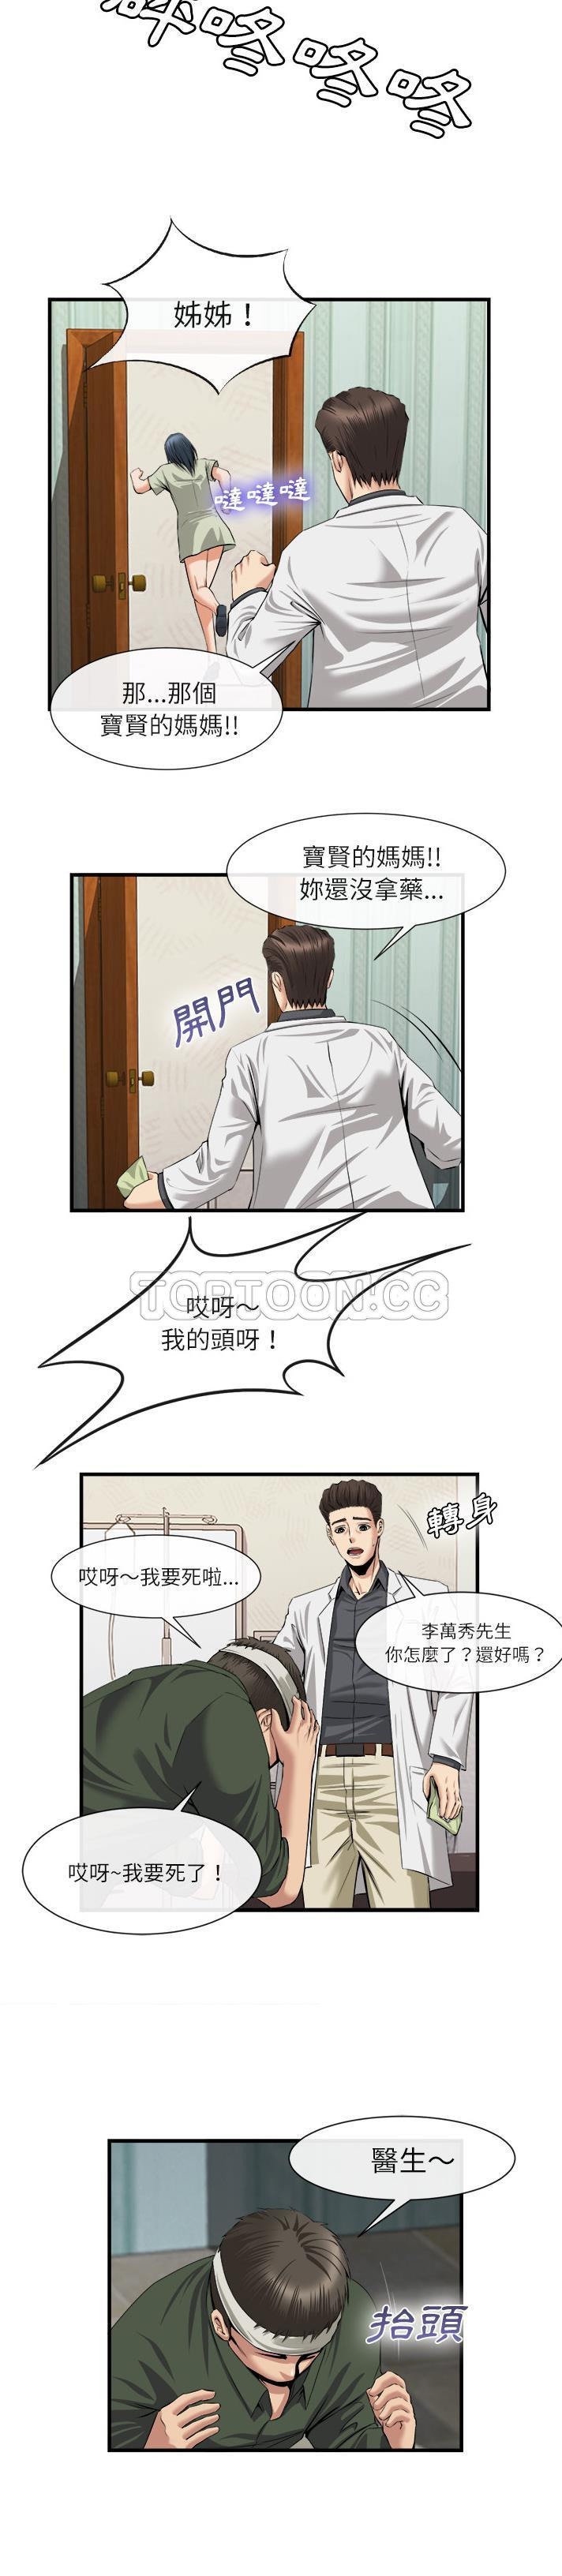 咚咚咚
姊姊！
噠噠噠
那...那個
寶賢的媽媽!!
寶賢的媽媽!!
妳還沒拿藥...
開門
TOPTOON.CC
哎呀～
我的頭呀！
轉身
哎呀～我要死啦...
李萬秀先生
你怎麼了？還好嗎？
哎呀~我要死了！
醫生～
抬頭